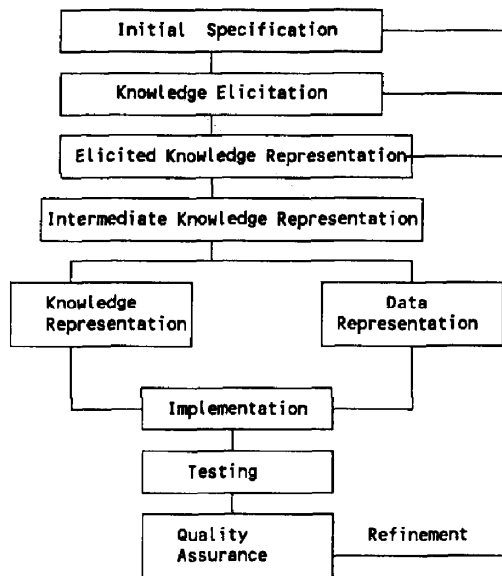 Initial Specification
Knowledge Elicitation
Elicited Knowledge Representation
Intermediate Knowledge Representation
Knowledge
Representation
Data
Representation
Implementation
Testing
Quality
Assurance
Refinement